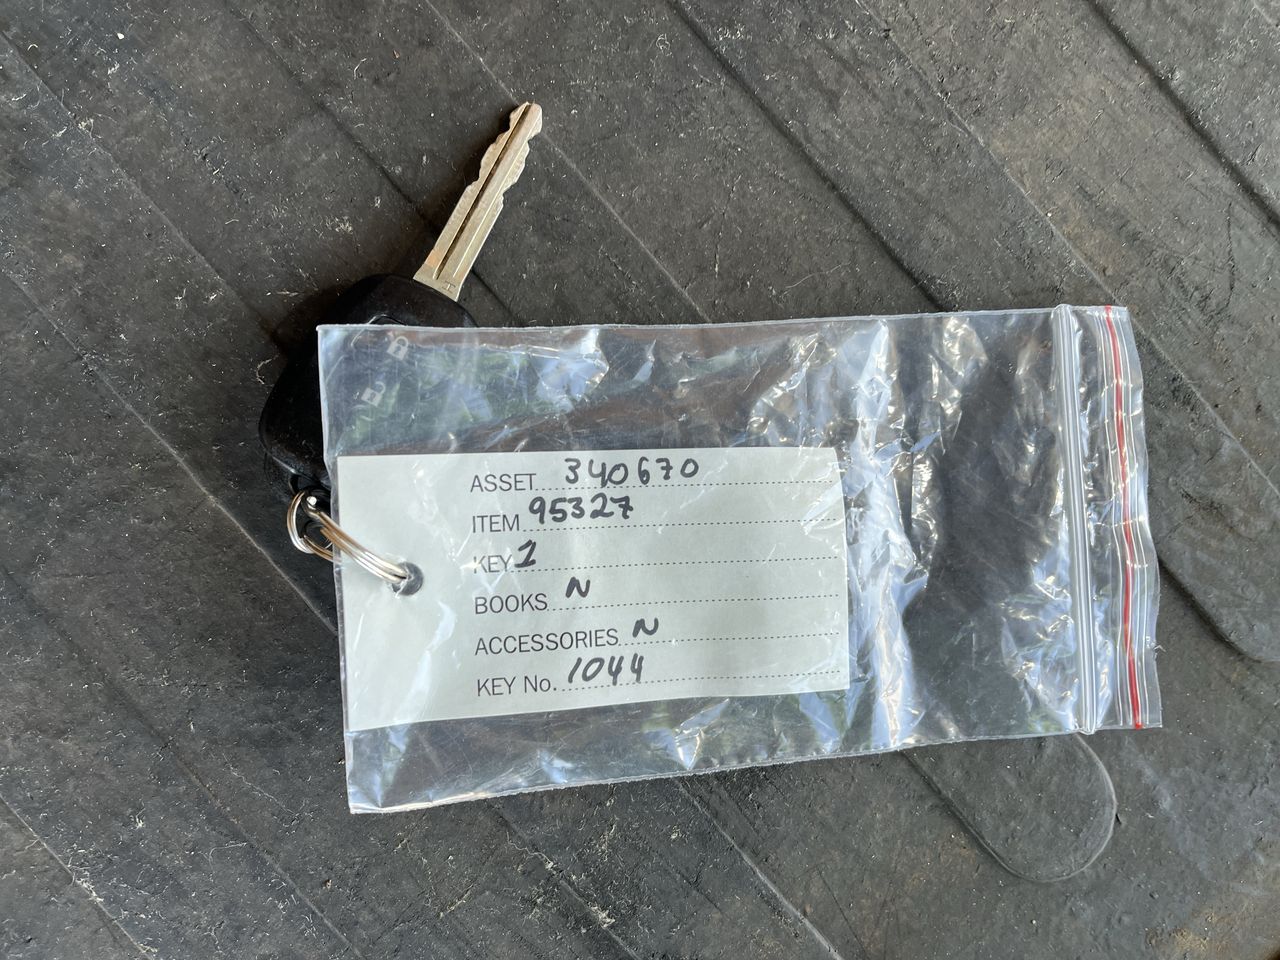 ASSET 340670
ITEM 95327
KEY 1
BOOKS N
ACCESSORIES N
KEY No. 1044
H